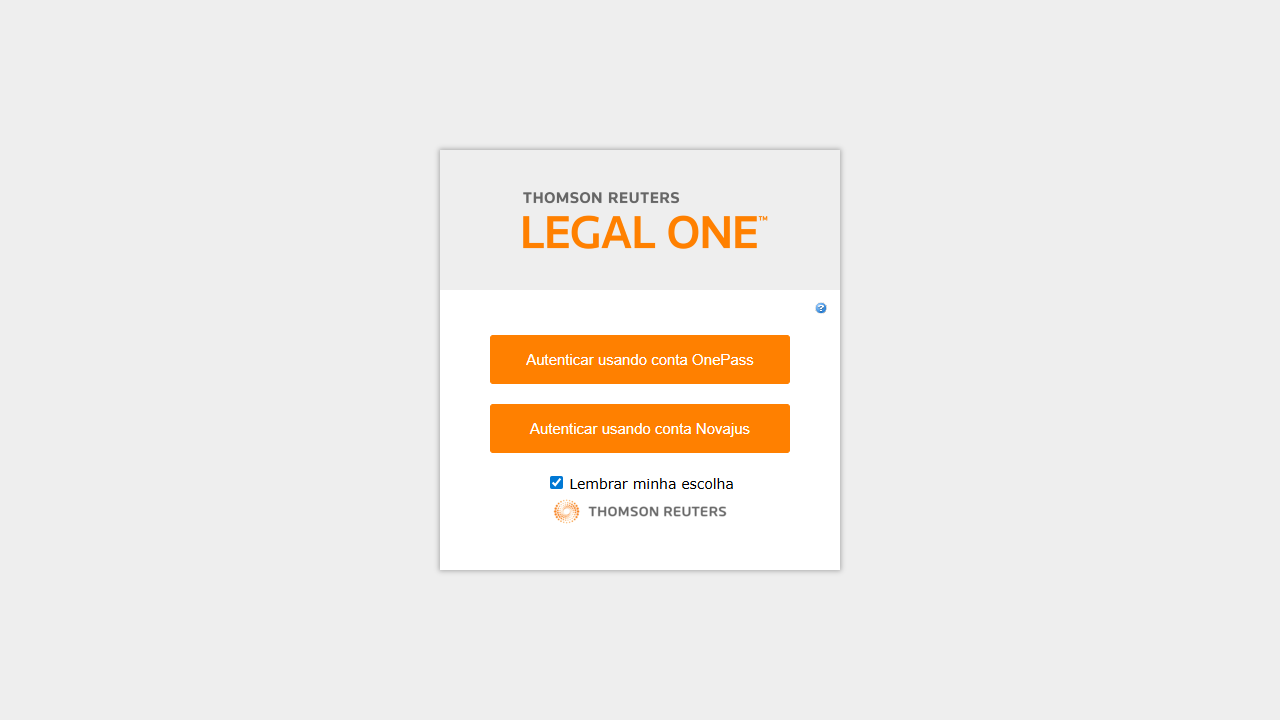 THOMSON REUTERS
LEGAL ONE™
?
Autenticar usando conta OnePass
Autenticar usando conta Novajus
Lembrar minha escolha
THOMSON REUTERS